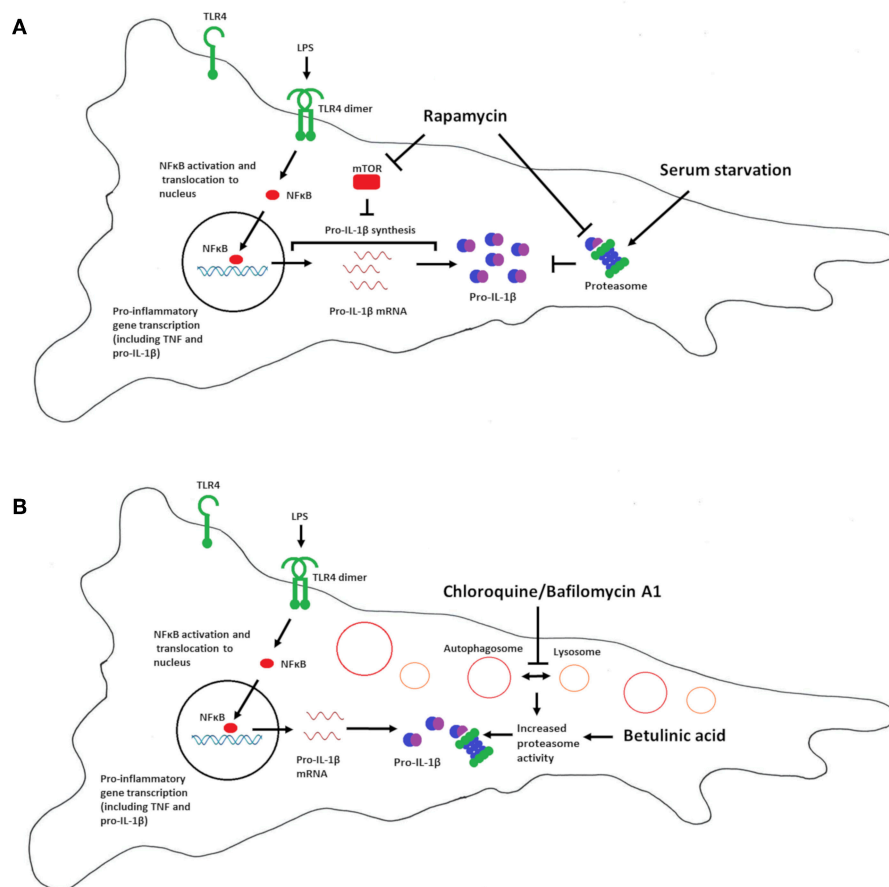 A
TLR4
LPS
TLR4 dimer
Rapamycin
mTOR
Serum starvation
NFκB activation and
translocation to
nucleus
NFκB
Pro-IL-1β synthesis
NFκB
Proteasome
Pro-IL-1β
Pro-IL-1β mRNA
Pro-inflammatory
gene transcription
(including TNF and
pro-IL-1β)
B
TLR4
LPS
TLR4 dimer
Chloroquine/Bafilomycin A1
NFκB activation and
translocation to
nucleus
Autophagosome
Lysosome
NFκB
NFκB
Increased
proteasome
activity
Betulinic acid
Pro-IL-1β
mRNA
Pro-IL-1β
Pro-inflammatory
gene transcription
(including TNF and
pro-IL-1β)